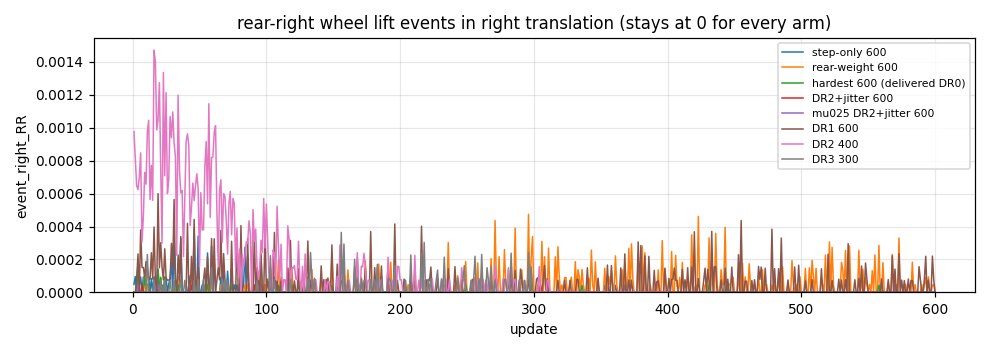 rear-right wheel lift events in right translation (stays at 0 for every arm)
event_right_RR
0.0014
0.0012
0.0010
0.0008
0.0006
0.0004
0.0002
0.0000
step-only 600
rear-weight 600
hardest 600 (delivered DR0)
DR2+jitter 600
mu025 DR2+jitter 600
DR1 600
DR2 400
DR3 300
0 100 200 300 400 500 600
update